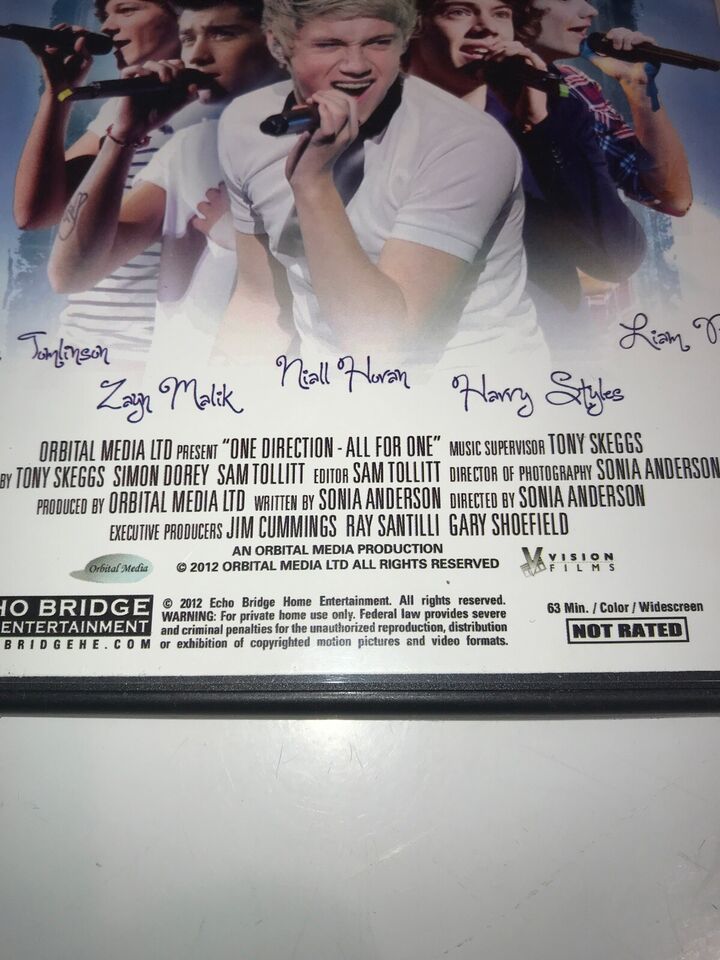 Tomlinson
Zayn Malik
Niall Horan
Harry Styles
Liam
ORBITAL MEDIA LTD PRESENT "ONE DIRECTION - ALL FOR ONE" MUSIC SUPERVISOR TONY SKEGGS
BY TONY SKEGGS SIMON DOREY SAM TOLLITT EDITOR SAM TOLLITT DIRECTOR OF PHOTOGRAPHY SONIA ANDERSON
PRODUCED BY ORBITAL MEDIA LTD WRITTEN BY SONIA ANDERSON DIRECTED BY SONIA ANDERSON
EXECUTIVE PRODUCERS JIM CUMMINGS RAY SANTILLI GARY SHOEFIELD
AN ORBITAL MEDIA PRODUCTION
© 2012 ORBITAL MEDIA LTD ALL RIGHTS RESERVED
Orbital Media
VISION
FILMS
HO BRIDGE
ENTERTAINMENT
BRIDGEHE.COM
© 2012 Echo Bridge Home Entertainment. All rights reserved.
WARNING: For private home use only. Federal law provides severe
and criminal penalties for the unauthorized reproduction, distribution
or exhibition of copyrighted motion pictures and video formats.
63 Min. / Color / Widescreen
NOT RATED